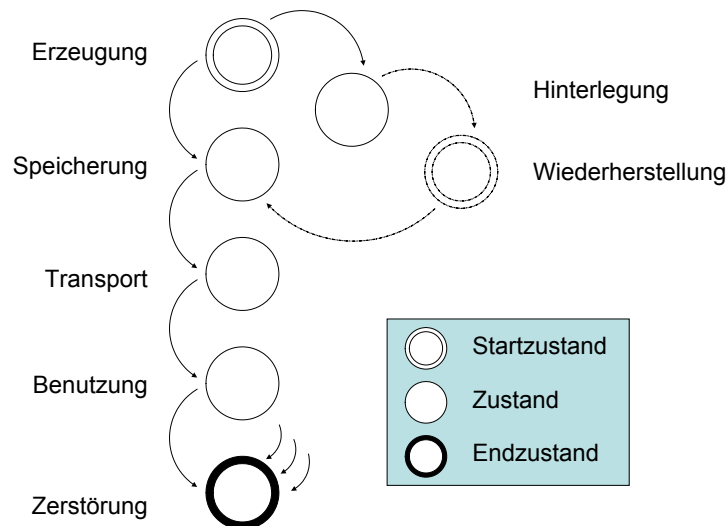 Erzeugung
Hinterlegung
Speicherung
Wiederherstellung
Transport
Benutzung
Zerstörung
Startzustand
Zustand
Endzustand